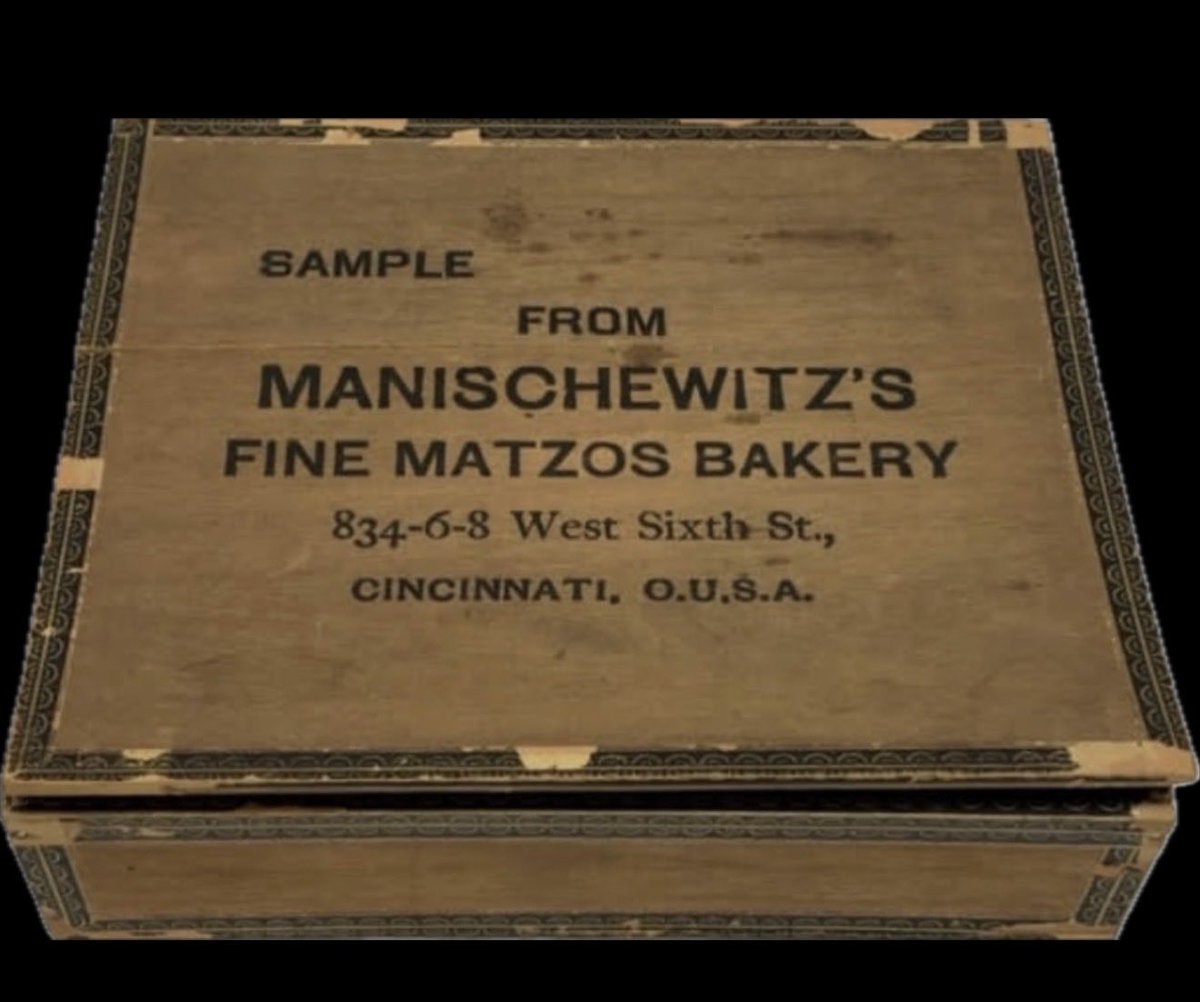 SAMPLE
FROM
MANISCHEWITZ'S
FINE MATZOS BAKERY
834-6-8 West Sixth St.,
CINCINNATI, O.U.S.A.